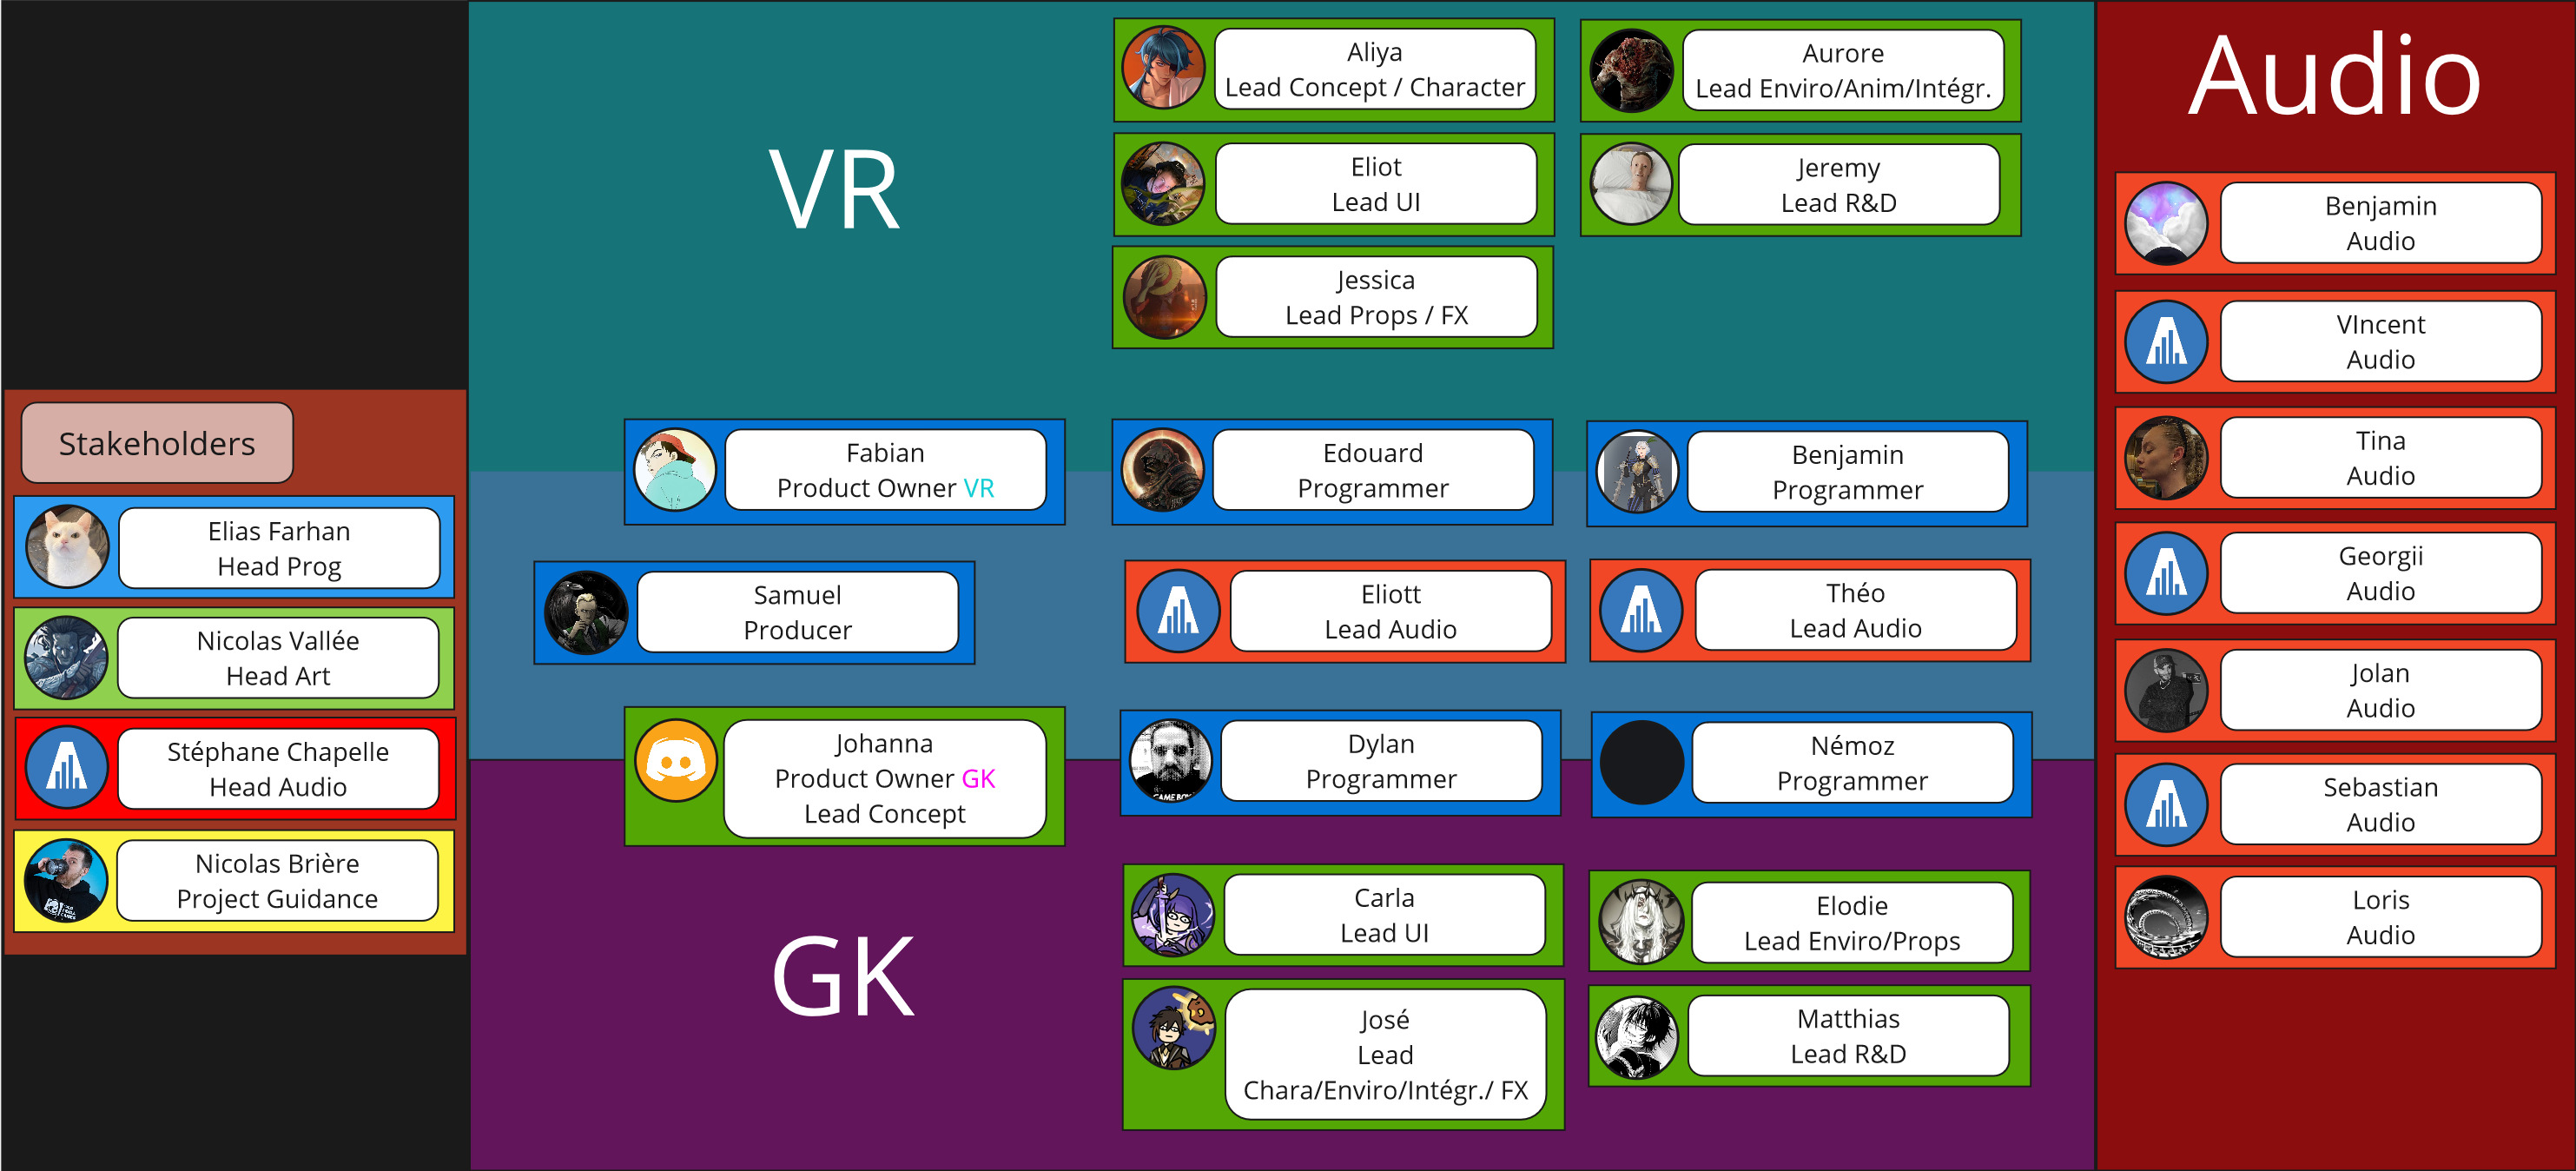 Stakeholders
Elias Farhan
Head Prog
Nicolas Vallée
Head Art
Stéphane Chapelle
Head Audio
Nicolas Brière
Project Guidance
VR
Aliya
Lead Concept / Character
Aurore
Lead Enviro/Anim/Intégr.
Eliot
Lead UI
Jeremy
Lead R&D
Jessica
Lead Props / FX
Fabian
Product Owner VR
Edouard
Programmer
Benjamin
Programmer
Samuel
Producer
Eliott
Lead Audio
Théo
Lead Audio
Johanna
Product Owner GK
Lead Concept
Dylan
Programmer
GAME BOY
Némoz
Programmer
GK
Carla
Lead UI
Elodie
Lead Enviro/Props
José
Lead
Chara/Enviro/Intégr./ FX
Matthias
Lead R&D
Audio
Benjamin
Audio
VIncent
Audio
Tina
Audio
Georgii
Audio
Jolan
Audio
Sebastian
Audio
Loris
Audio